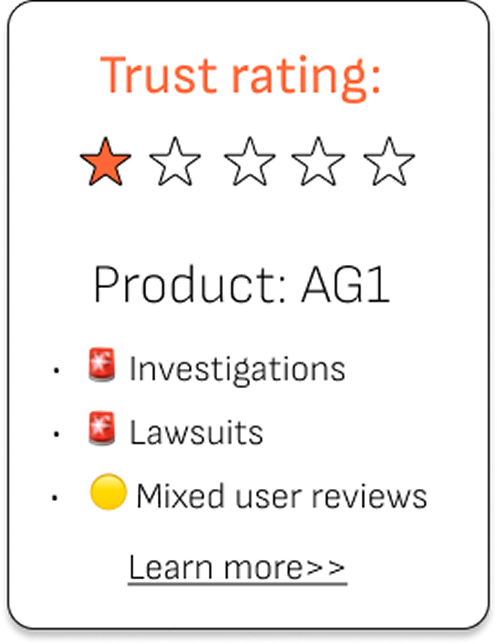 Trust rating:
Product: AG1
· 🚨 Investigations
· 🚨 Lawsuits
· 🟡 Mixed user reviews
Learn more>>